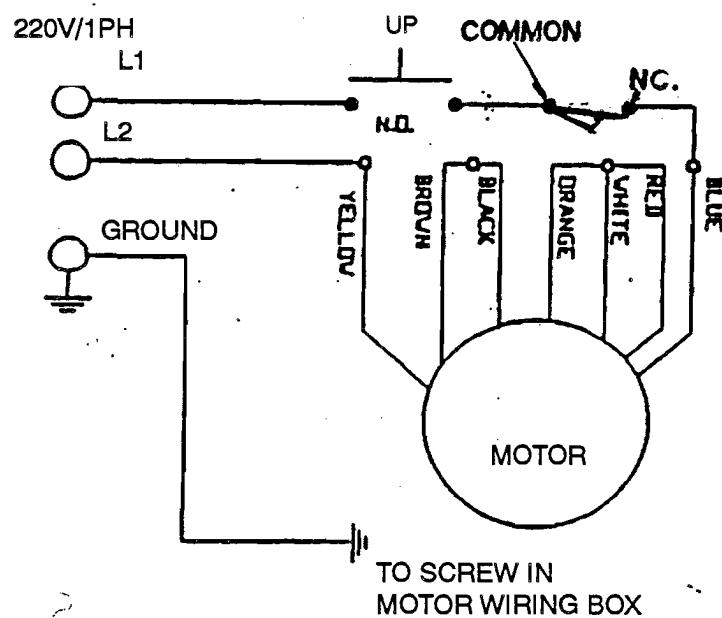 220V/1PH
UP
COMMON
L1
NC.
N.O.
L2
YELLOW
BROWN
BLACK
ORANGE
WHITE
RED
BLUE
GROUND
MOTOR
TO SCREW IN
MOTOR WIRING BOX